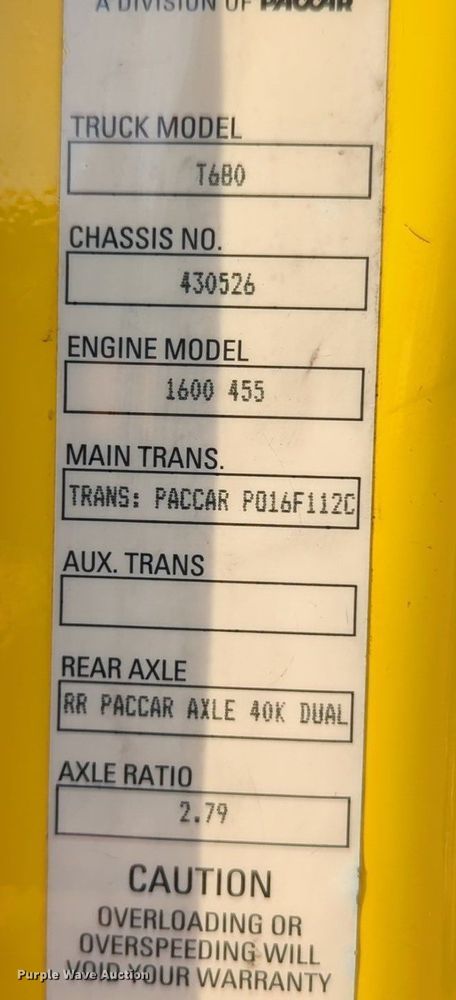 A DIVISION OF PACCAR
TRUCK MODEL
T680
CHASSIS NO.
430526
ENGINE MODEL
1600 455
MAIN TRANS.
TRANS: PACCAR PO16F112C
AUX. TRANS
REAR AXLE
RR PACCAR AXLE 40K DUAL
AXLE RATIO
2.79
CAUTION
OVERLOADING OR
OVERSPEEDING WILL
VOID YOUR WARRANTY
Purple Wave Auction